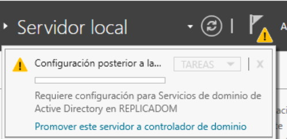 Servidor local
Configuración posterior a la...
TAREAS
Requiere configuración para Servicios de dominio de
Active Directory en REPLICADOM
Promover este servidor a controlador de dominio